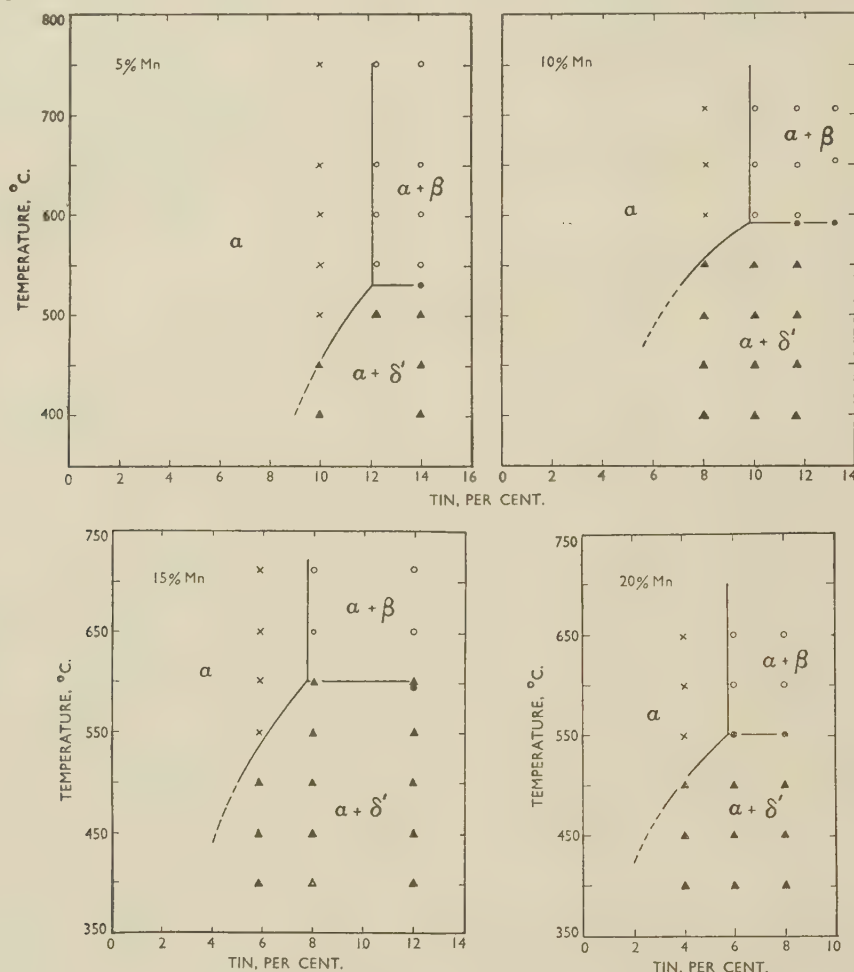 800
700
600
500
400
TEMPERATURE, °C.
5% Mn
α
α + β
α + δ'
0 2 4 6 8 10 12 14 16
10% Mn
α
α + β
α + δ'
0 2 4 6 8 10 12 14
TIN, PER CENT.
750
650
550
450
350
TEMPERATURE, °C.
15% Mn
α
α + β
α + δ'
0 2 4 6 8 10 12 14
TIN, PER CENT.
750
650
550
450
350
TEMPERATURE, °C.
20% Mn
α
α + β
α + δ'
0 2 4 6 8 10
TIN, PER CENT.